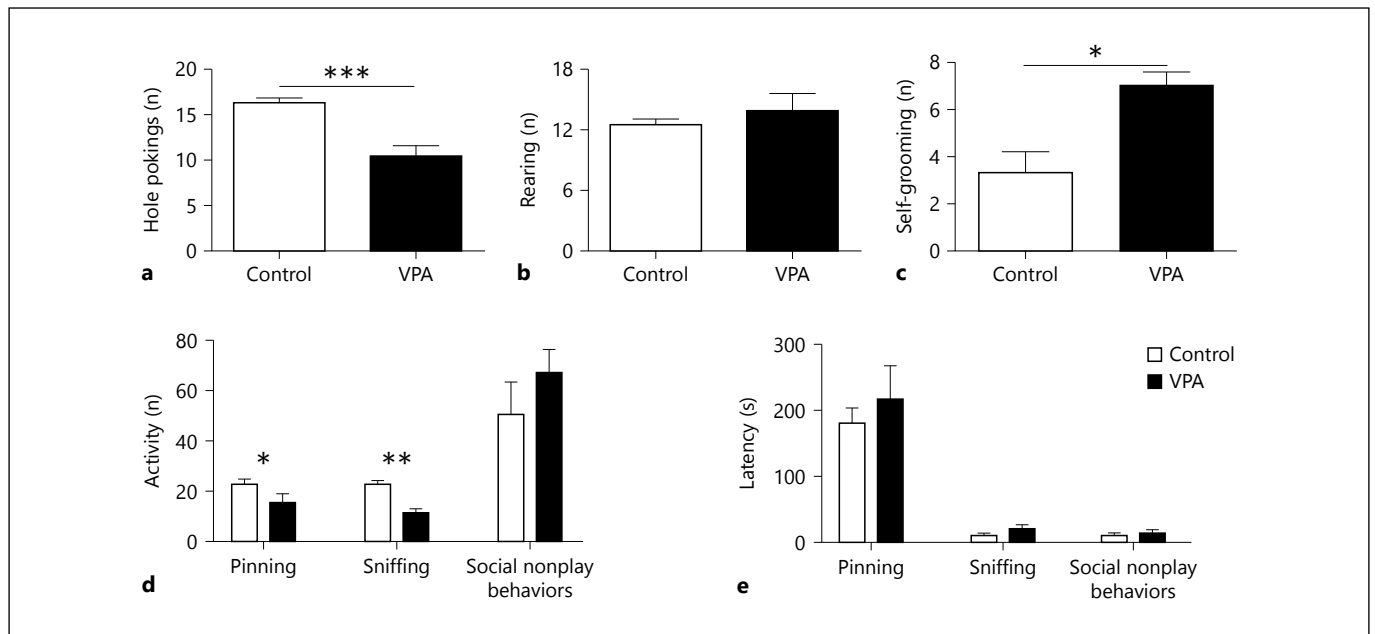 20
15
10
5
0
Hole pokings (n)
***
Control
VPA
a
18
12
6
0
Rearing (n)
Control
VPA
b
8
6
4
2
0
Self-grooming (n)
*
Control
VPA
c
80
60
40
20
0
Activity (n)
*
**
Pinning
Sniffing
Social nonplay
behaviors
d
300
200
100
0
Latency (s)
Control
VPA
Pinning
Sniffing
Social nonplay
behaviors
e